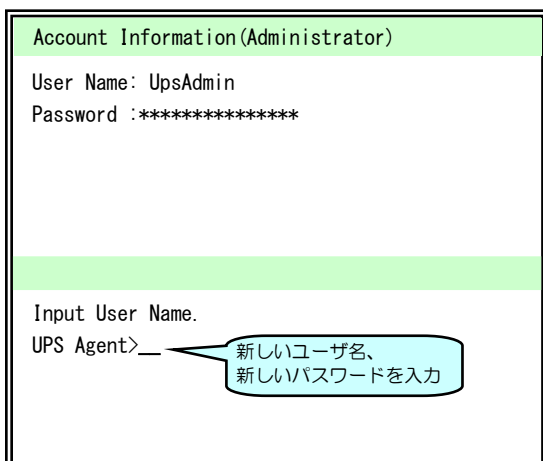 Account Information(Administrator)
User Name: UpsAdmin
Password :***************
Input User Name.
UPS Agent>__
新しいユーザ名、
新しいパスワードを入力